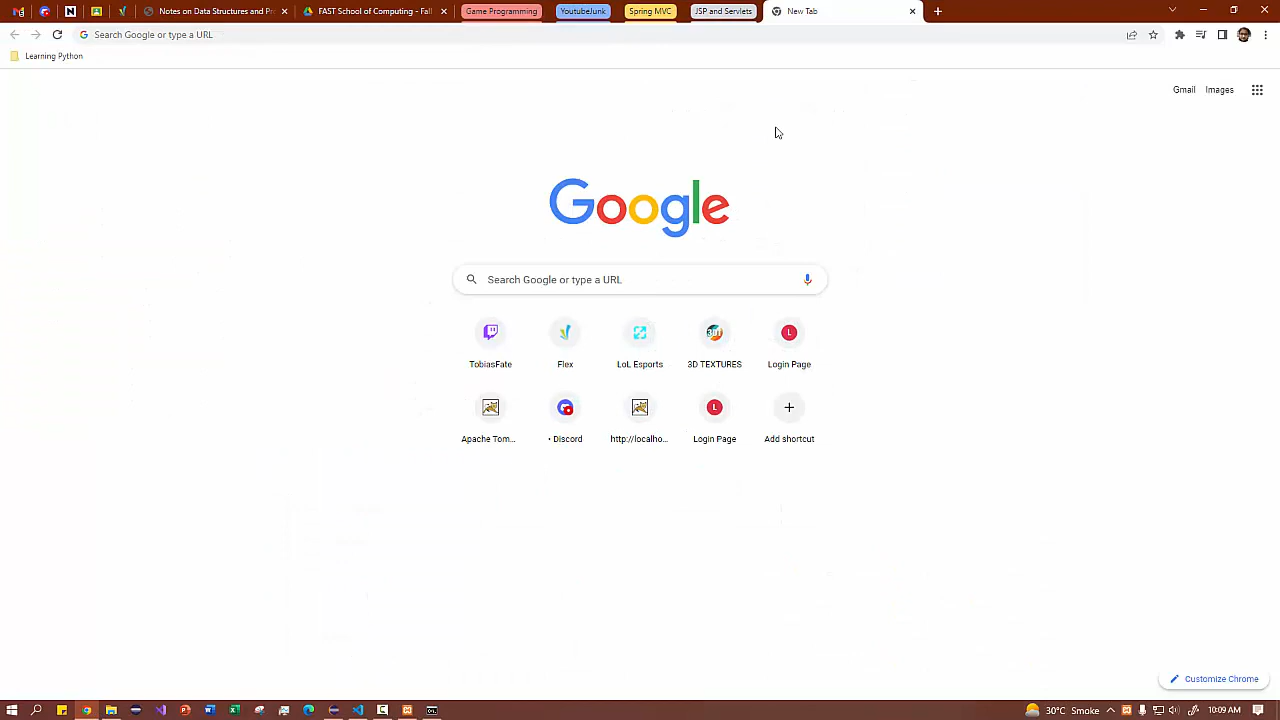 Notes on Data Structures and Pr
FAST School of Computing - Fall
Game Programming
YoutubeJunk
Spring MVC
JSP and Servlets
New Tab
Search Google or type a URL
Learning Python
Gmail
Images
Google
Search Google or type a URL
TobiasFate
Flex
LoL Esports
3D TEXTURES
Login Page
Apache Tom...
• Discord
http://localho...
Login Page
Add shortcut
Customize Chrome
30°C Smoke
10:09 AM